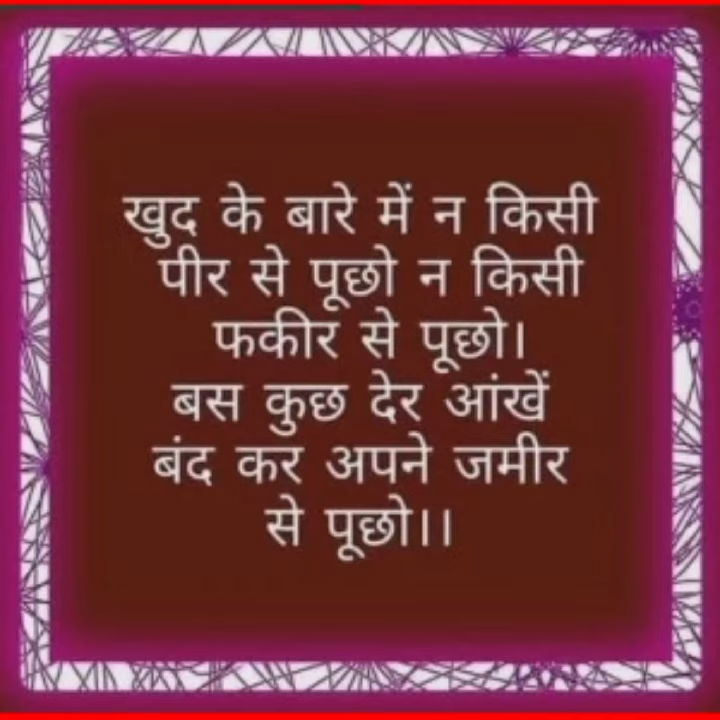 खुद के बारे में न किसी
पीर से पूछो न किसी
फकीर से पूछो।
बस कुछ देर आंखें
बंद कर अपने जमीर
से पूछो।।